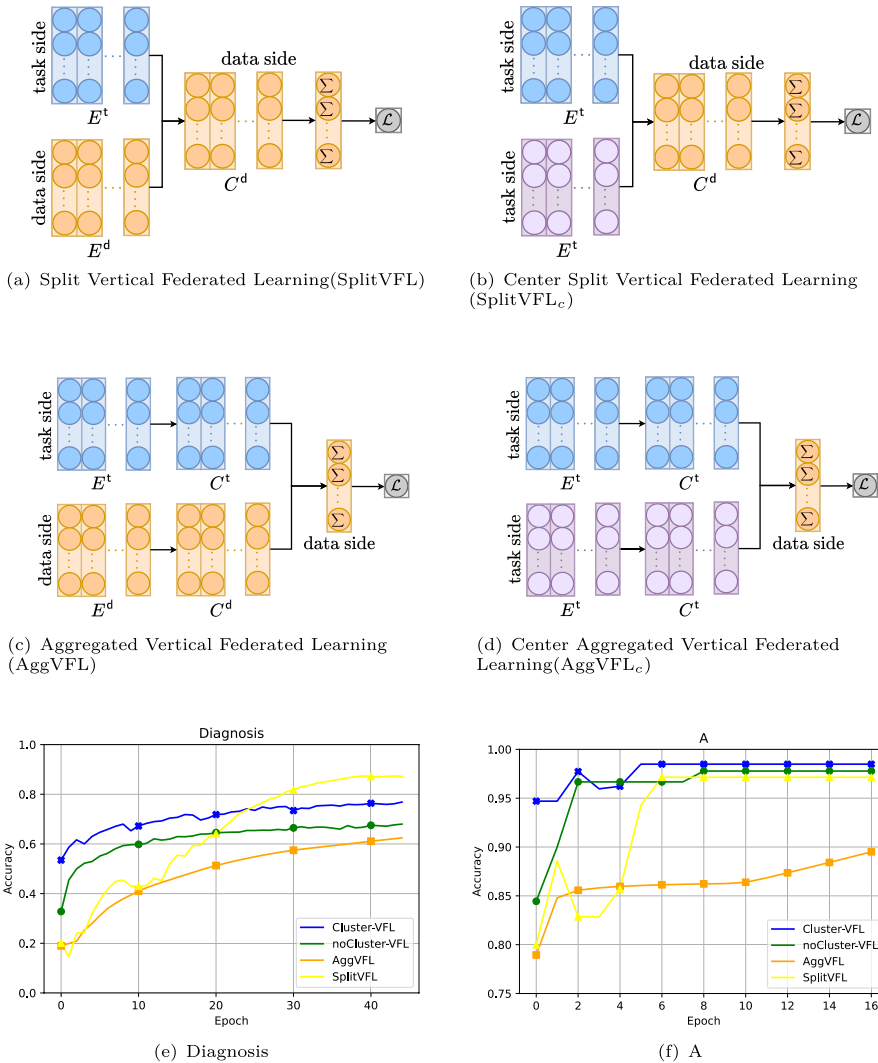 task side
E^t
data side
E^d
data side
C^d
Σ
Σ
Σ
ℒ
(a) Split Vertical Federated Learning(SplitVFL)
task side
E^t
task side
E^t
data side
C^d
Σ
Σ
Σ
ℒ
(b) Center Split Vertical Federated Learning
(SplitVFL_c)
task side
E^t
C^t
data side
E^d
C^d
Σ
Σ
Σ
data side
ℒ
(c) Aggregated Vertical Federated Learning
(AggVFL)
task side
E^t
C^t
task side
E^t
C^t
Σ
Σ
Σ
data side
ℒ
(d) Center Aggregated Vertical Federated
Learning(AggVFL_c)
Diagnosis
1.0
0.8
0.6
0.4
0.2
0.0
Accuracy
0 10 20 30 40
Epoch
Cluster-VFL
noCluster-VFL
AggVFL
SplitVFL
(e) Diagnosis
A
1.00
0.95
0.90
0.85
0.80
0.75
Accuracy
0 2 4 6 8 10 12 14 16
Epoch
Cluster-VFL
noCluster-VFL
AggVFL
SplitVFL
(f) A